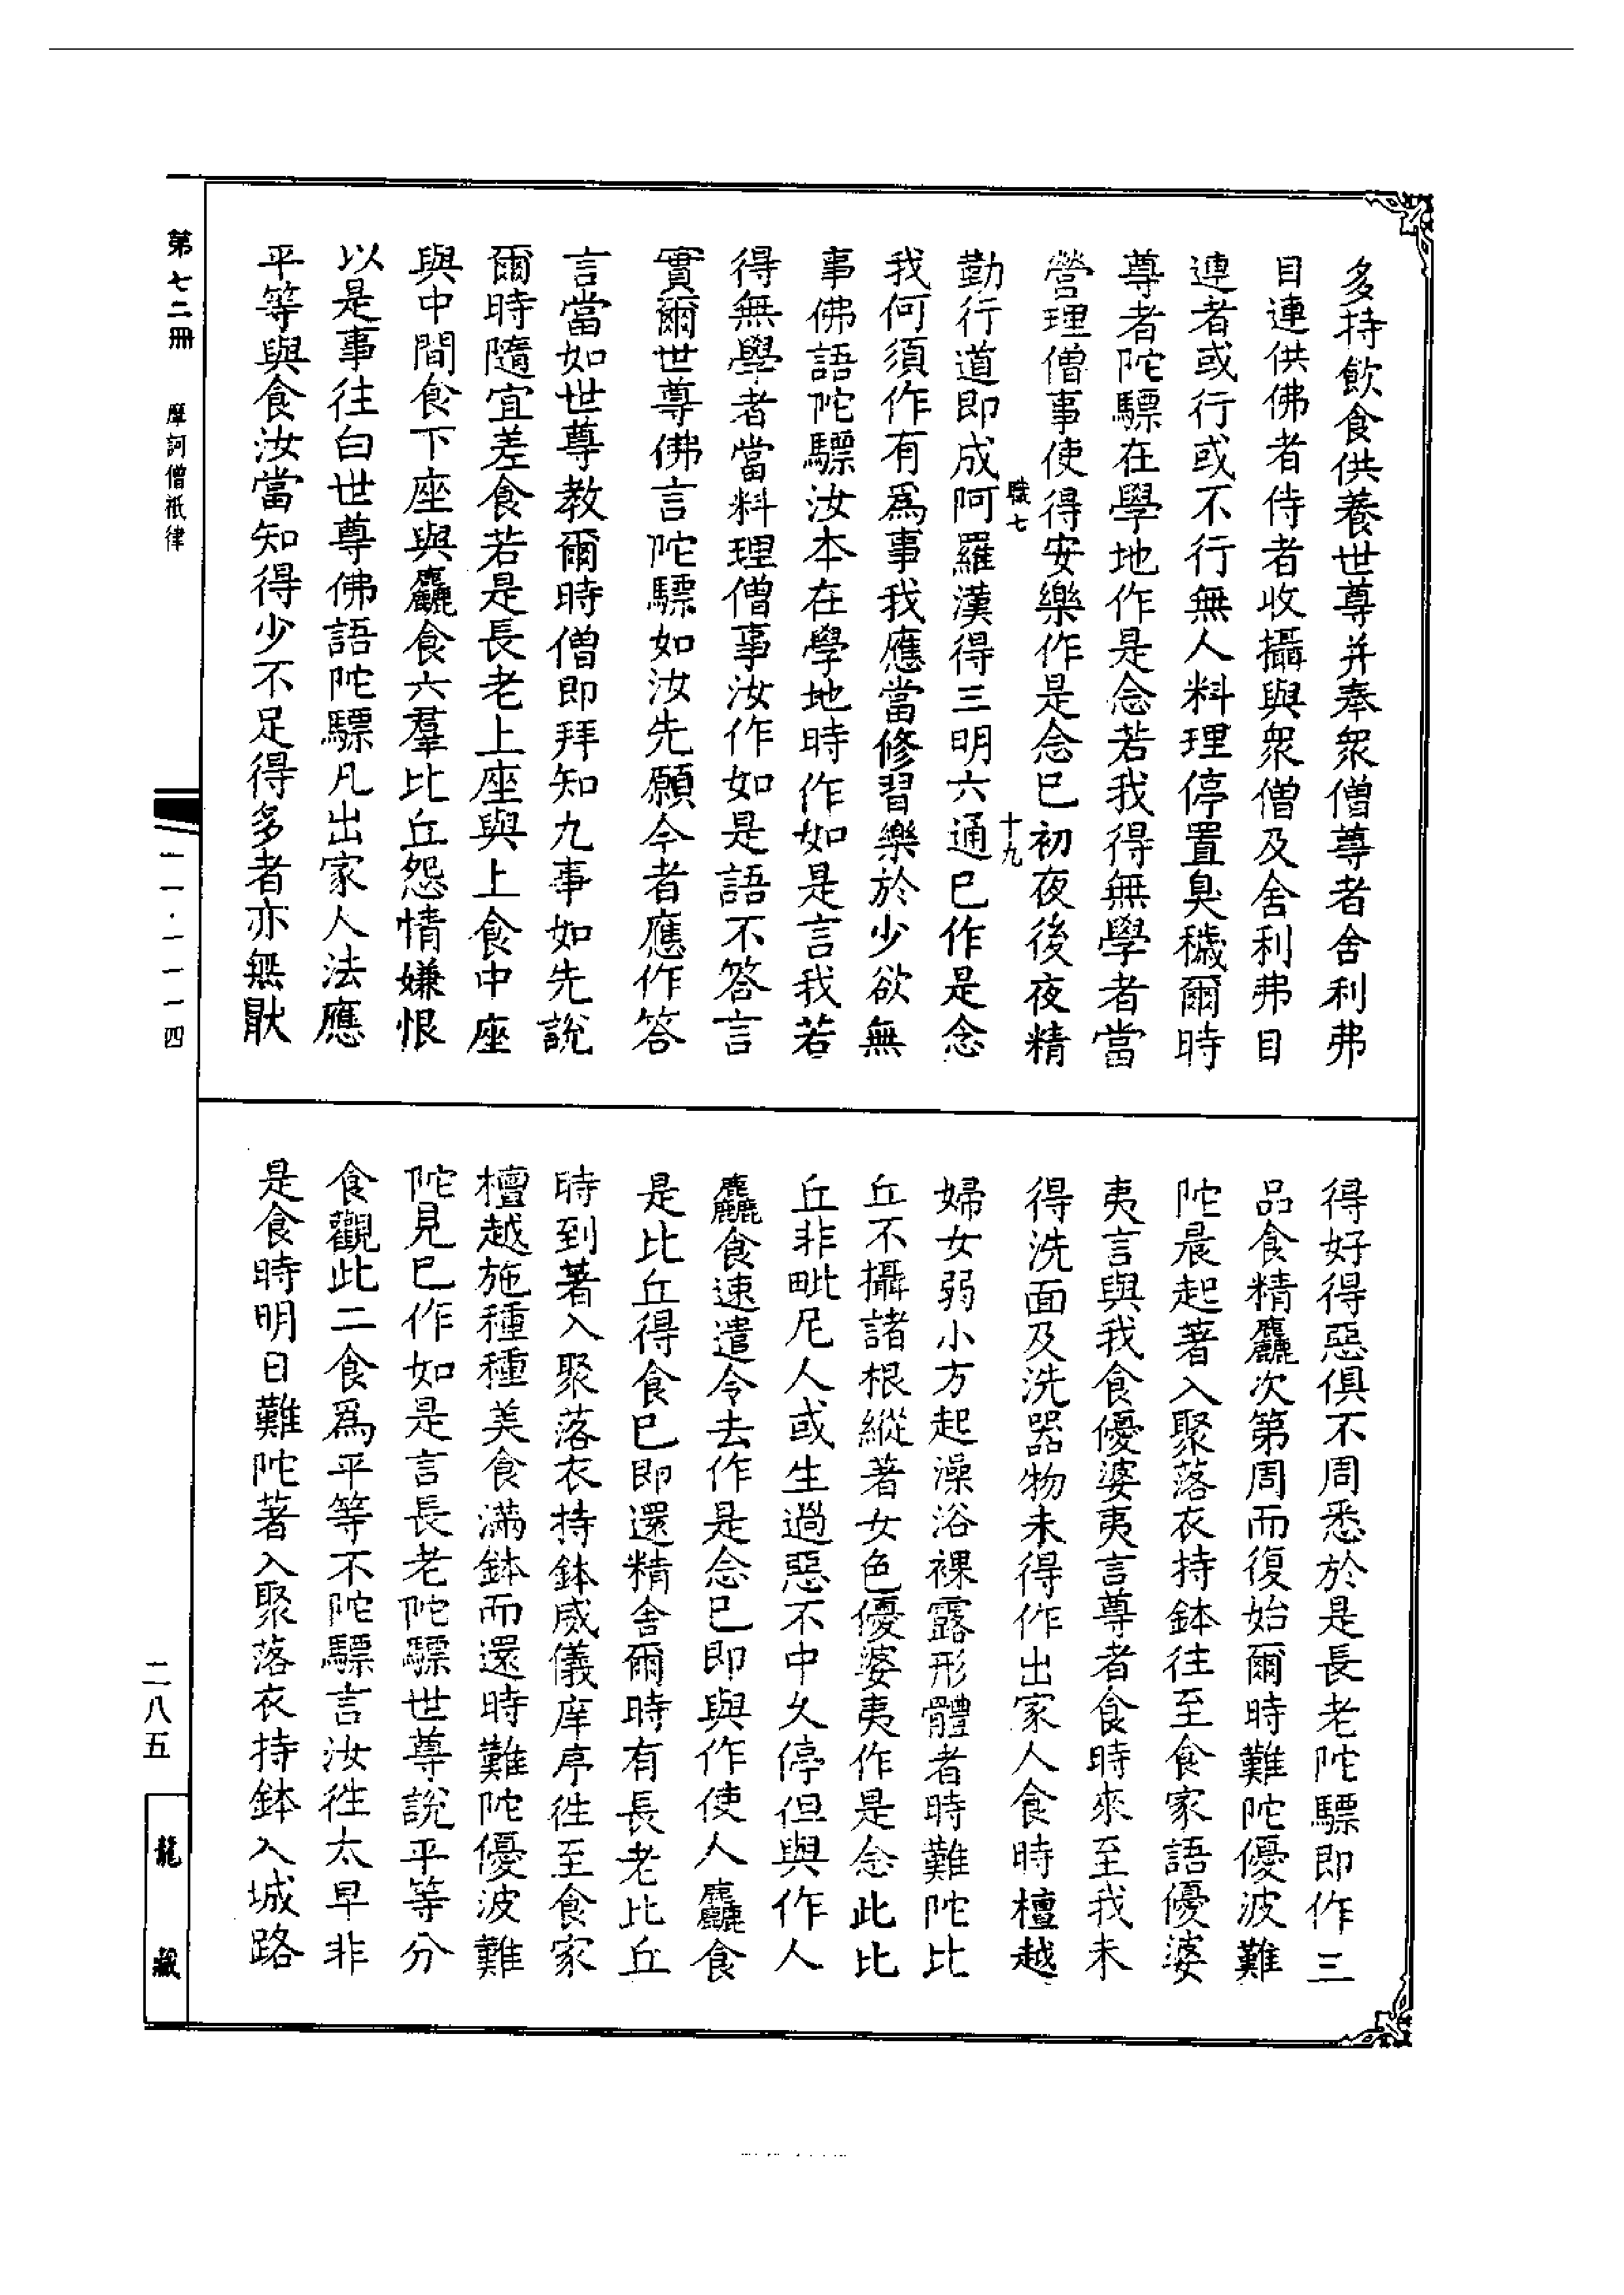 多持飲食供養世尊并奉衆僧尊者舍利弗
目連供佛者侍者收攝與衆僧及舍利弗目
連者或行或不行無人料理停置臭穢爾時
尊者陀驃在學地作是念若我得無學者當
營理僧事使得安樂作是念已初夜後夜精
職七 十九
勤行道即成阿羅漢得三明六通已作是念
我何須作有爲事我應當修習樂於少欲無
事佛語陀驃汝本在學地時作如是言我若
得無學者當料理僧事汝作如是語不答言
實爾世尊佛言陀驃如汝先願今者應作答
言當如世尊教爾時僧即拜知九事如先說
爾時隨宜差食若是長老上座與上食中座
與中間食下座與麤食六羣比丘怨情嫌恨
以是事往白世尊佛語陀驃凡出家人法應
平等與食汝當知得少不足得多者亦無猒
得好得惡俱不周悉於是長老陀驃即作三
品食精麤次第周而復始爾時難陀優波難
陀晨起著入聚落衣持鉢往至食家語優婆
夷言與我食優婆夷言尊者食時來至我未
得洗面及洗器物未得作出家人食時檀越
婦女弱小方起澡浴裸露形體者時難陀比
丘不攝諸根縱著女色優婆夷作是念此比
丘非毗尼人或生過惡不中久停但與作人
麤食速遣令去作是念已即與作使人麤食
是比丘得食已即還精舍爾時有長老比丘
時到著入聚落衣持鉢威儀庠序往至食家
檀越施種種美食滿鉢而還時難陀優波難
陀見已作如是言長老陀驃世尊說平等分
食觀此二食爲平等不陀驃言汝往太早非
是食時明日難陀著入聚落衣持鉢入城路
第七二冊 摩訶僧祇律
一一·一一一四
二八五
龍藏